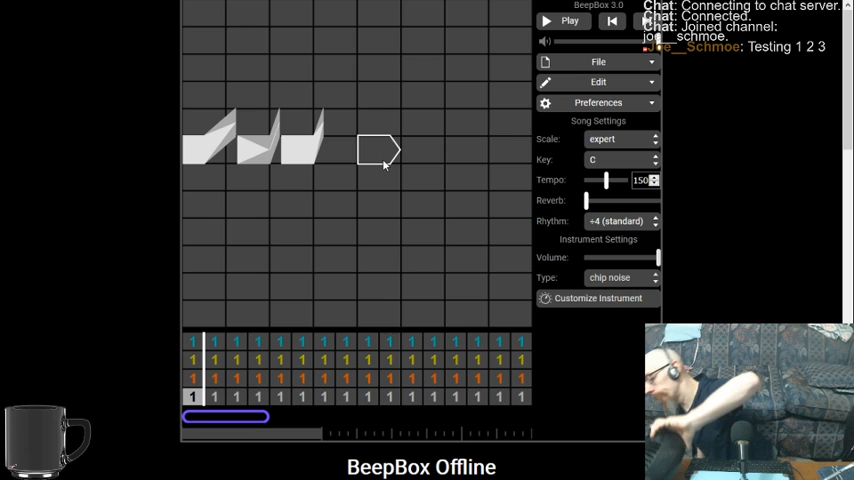 BeepBox 3.0
Chat: Connecting to chat server.
Chat: Connected.
Chat: Joined channel:
joe__schmoe.
Joe__Schmoe: Testing 1 2 3
Play
File
Edit
Preferences
Song Settings
Scale: expert
Key: C
Tempo: 150
Reverb:
Rhythm: ÷4 (standard)
Instrument Settings
Volume:
Type: chip noise
Customize Instrument
1 1 1 1 1 1 1 1 1 1 1 1 1 1 1 1
1 1 1 1 1 1 1 1 1 1 1 1 1 1 1 1
1 1 1 1 1 1 1 1 1 1 1 1 1 1 1 1
1 1 1 1 1 1 1 1 1 1 1 1 1 1 1 1
BeepBox Offline